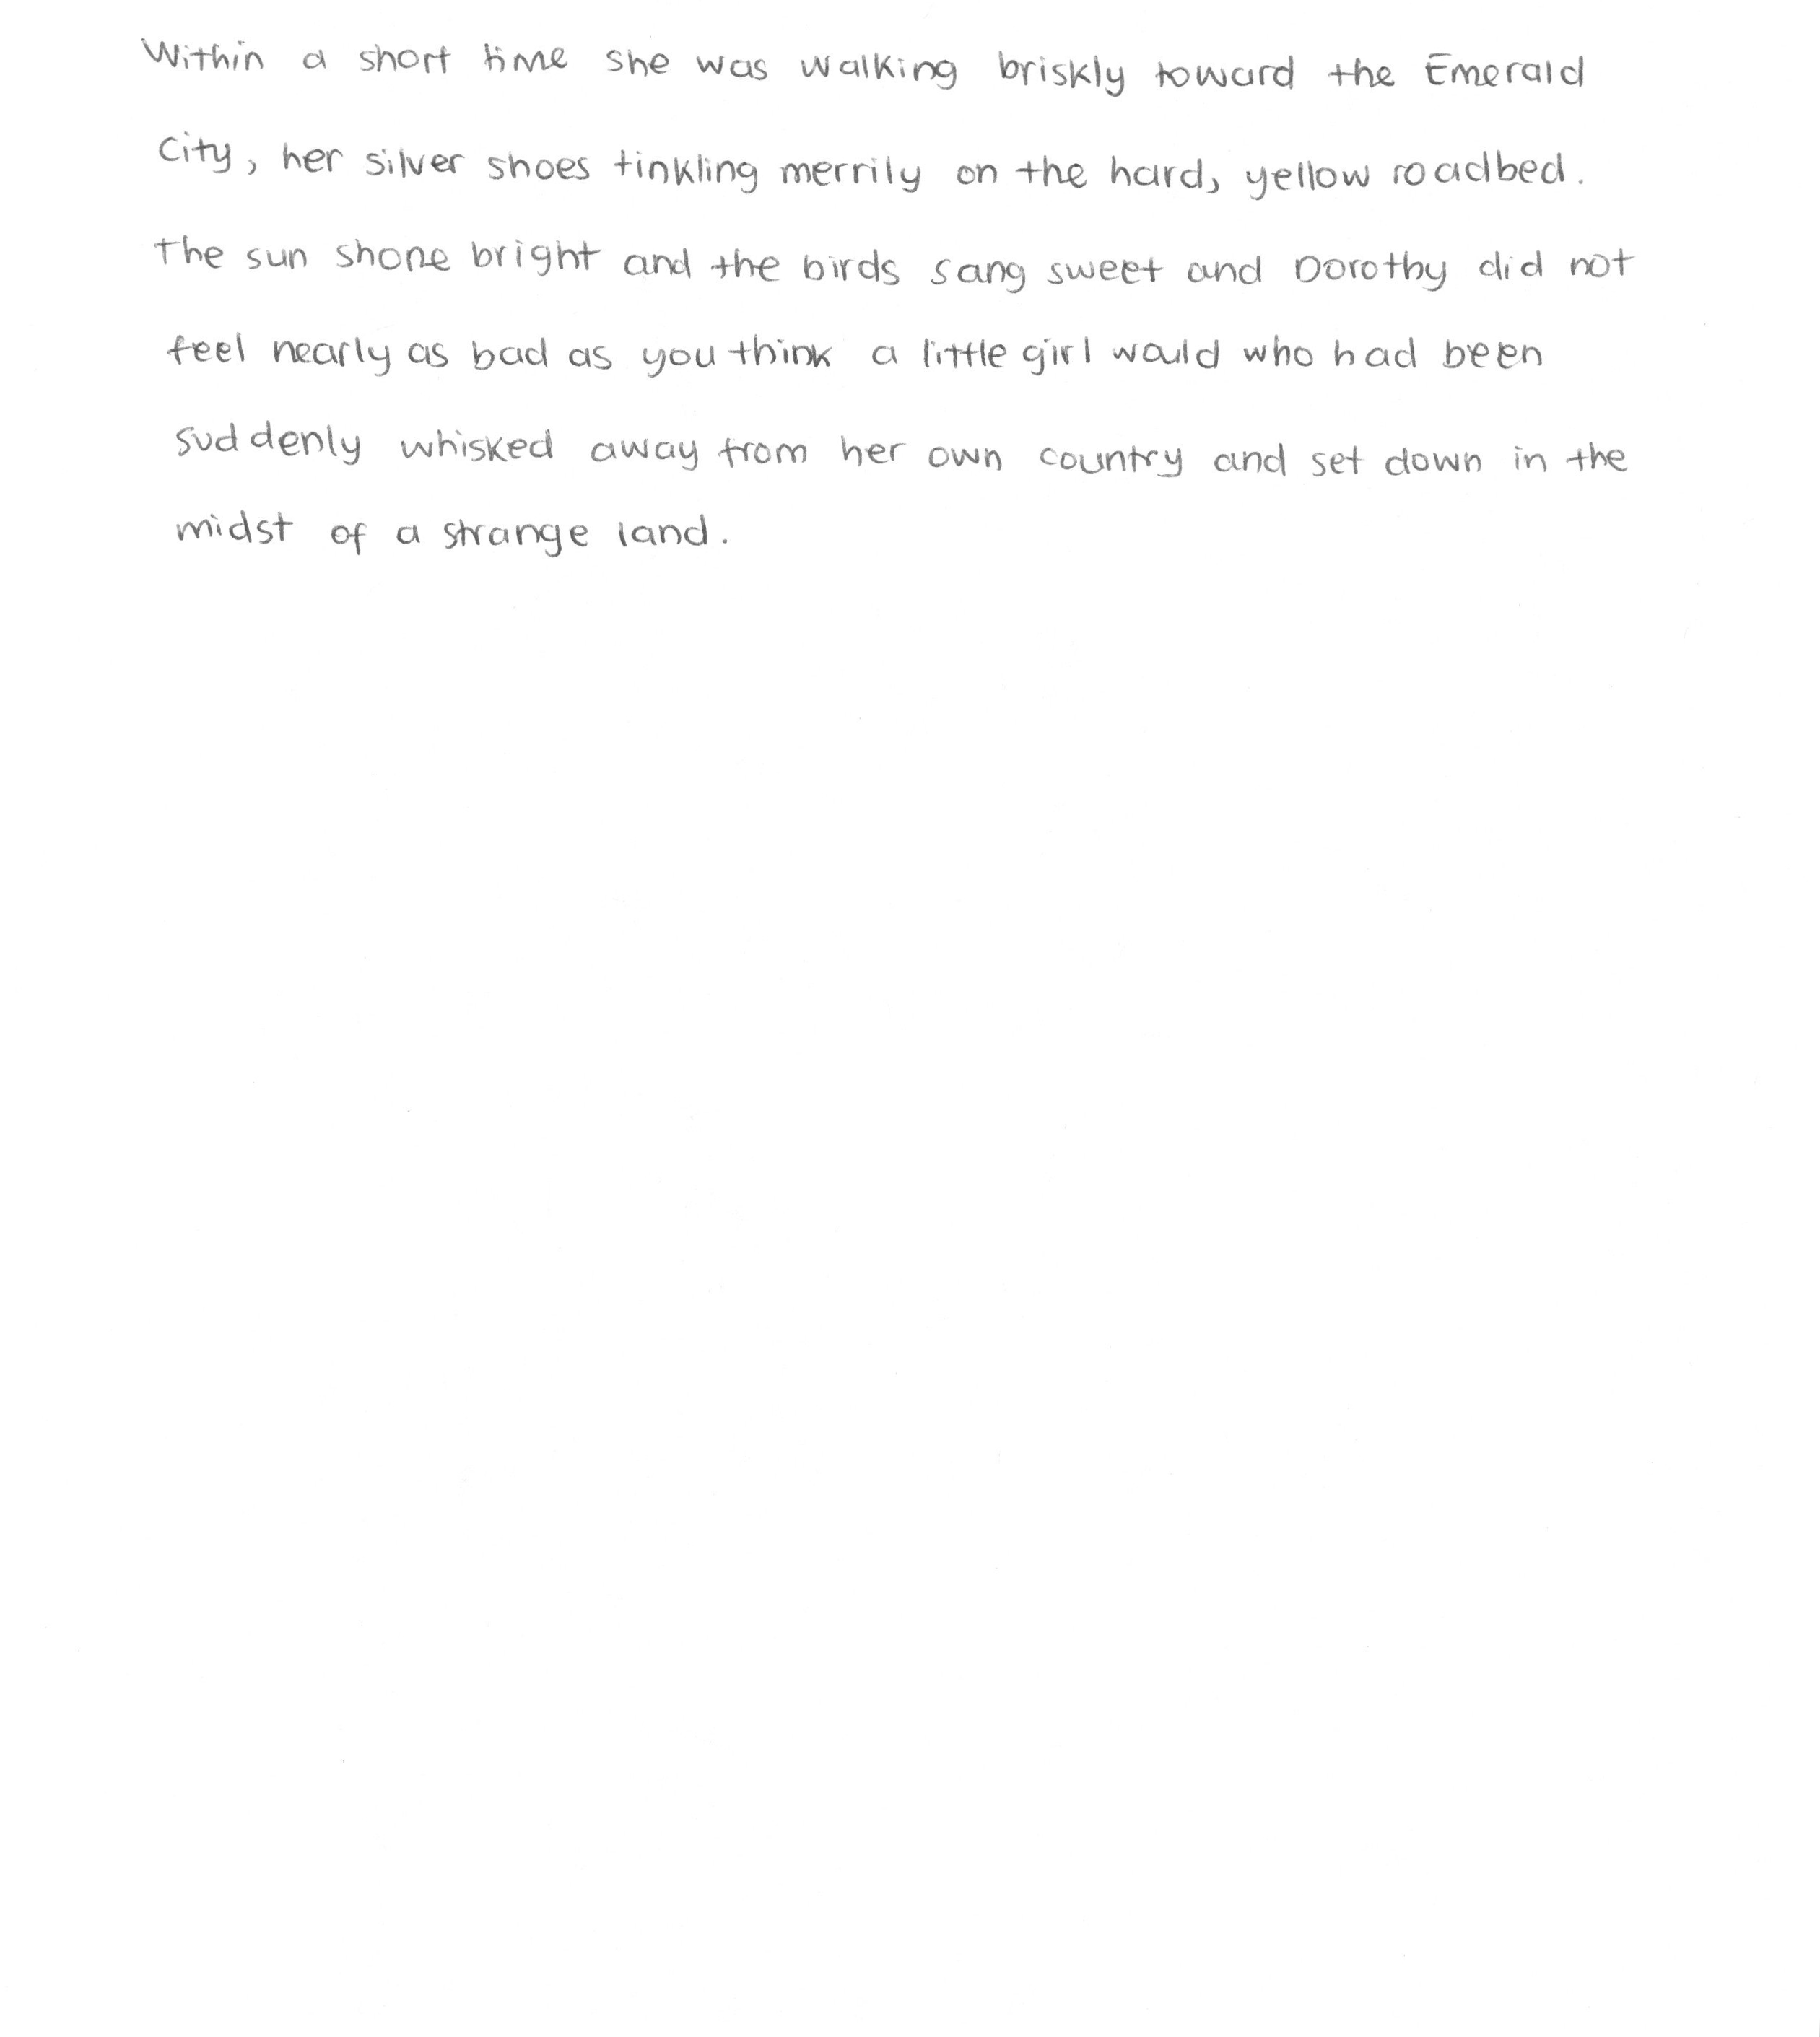 Within a short time she was walking briskly toward the Emerald
City, her silver shoes tinkling merrily on the hard, yellow roadbed.
The sun shone bright and the birds sang sweet and Dorothy did not
feel nearly as bad as you think a little girl would who had been
suddenly whisked away from her own country and set down in the
midst of a strange land.